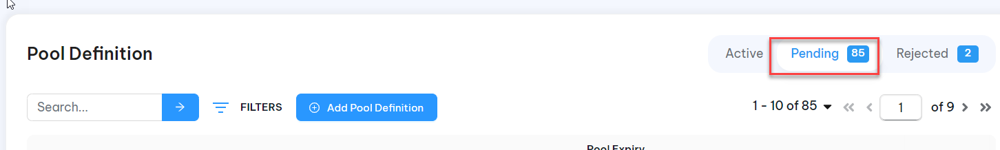 Pool Definition
Active Pending 85 Rejected 2
Search... FILTERS Add Pool Definition 1 - 10 of 85 1 of 9
Pool Expiry